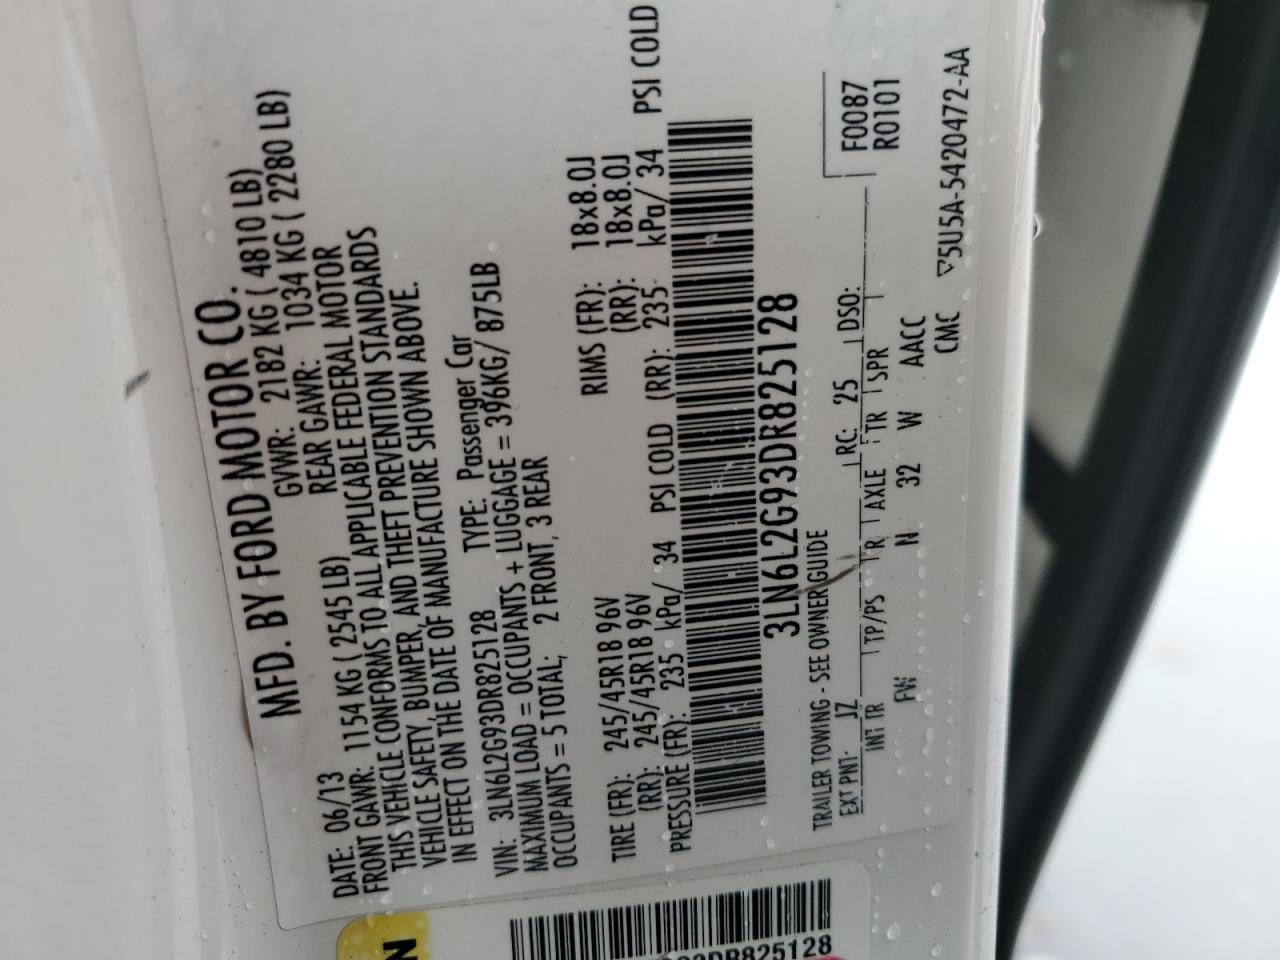 MFD. BY FORD MOTOR CO.
DATE: 06/13 GVWR: 2182 KG ( 4810 LB)
FRONT GAWR: 1154 KG ( 2545 LB) REAR GAWR: 1034 KG ( 2280 LB)
THIS VEHICLE CONFORMS TO ALL APPLICABLE FEDERAL MOTOR
VEHICLE SAFETY, BUMPER, AND THEFT PREVENTION STANDARDS
IN EFFECT ON THE DATE OF MANUFACTURE SHOWN ABOVE.
VIN: 3LN6L2G93DR825128 TYPE: Passenger Car
MAXIMUM LOAD = OCCUPANTS + LUGGAGE = 396KG/ 875LB
OCCUPANTS = 5 TOTAL, 2 FRONT, 3 REAR
TIRE (FR): 245/45R18 96V RIMS (FR): 18x8.0J
(RR): 245/45R18 96V (RR): 18x8.0J
PRESSURE (FR): 235 kPa/ 34 PSI COLD (RR): 235 kPa/ 34 PSI COLD
3LN6L2G93DR825128
TRAILER TOWING - SEE OWNER GUIDE
F0087
R0101
EXT PNT: JZ RC: 25 DSO:
INT TR TP/PS R AXLE TR SPR
FW N 32 W AACC
CMC ▽5U5A-5420472-AA
DR825128